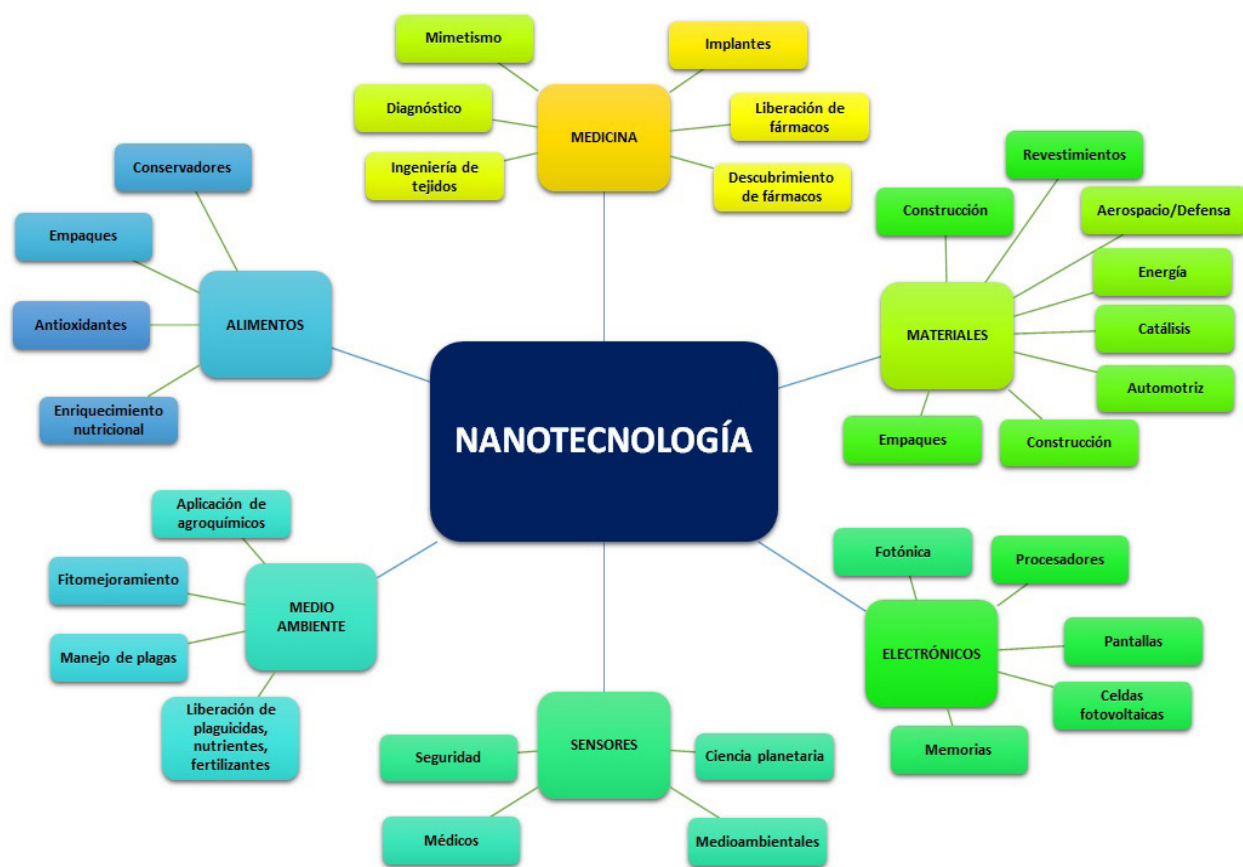 NANOTECNOLOGÍA
MEDICINA
Mimetismo
Diagnóstico
Ingeniería de
tejidos
Implantes
Liberación de
fármacos
Descubrimiento
de fármacos
MATERIALES
Revestimientos
Construcción
Aerospacio/Defensa
Energía
Catálisis
Automotriz
Construcción
Empaques
ELECTRÓNICOS
Fotónica
Procesadores
Pantallas
Celdas
fotovoltaicas
Memorias
SENSORES
Seguridad
Médicos
Ciencia planetaria
Medioambientales
MEDIO
AMBIENTE
Aplicación de
agroquímicos
Fitomejoramiento
Manejo de plagas
Liberación de
plaguicidas,
nutrientes,
fertilizantes
ALIMENTOS
Conservadores
Empaques
Antioxidantes
Enriquecimiento
nutricional